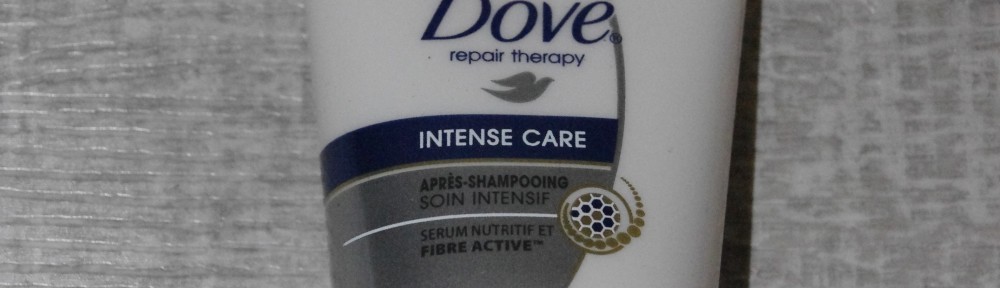 Dove®
repair therapy
INTENSE CARE
APRÈS-SHAMPOOING
SOIN INTENSIF
SERUM NUTRITIF ET
FIBRE ACTIVE™